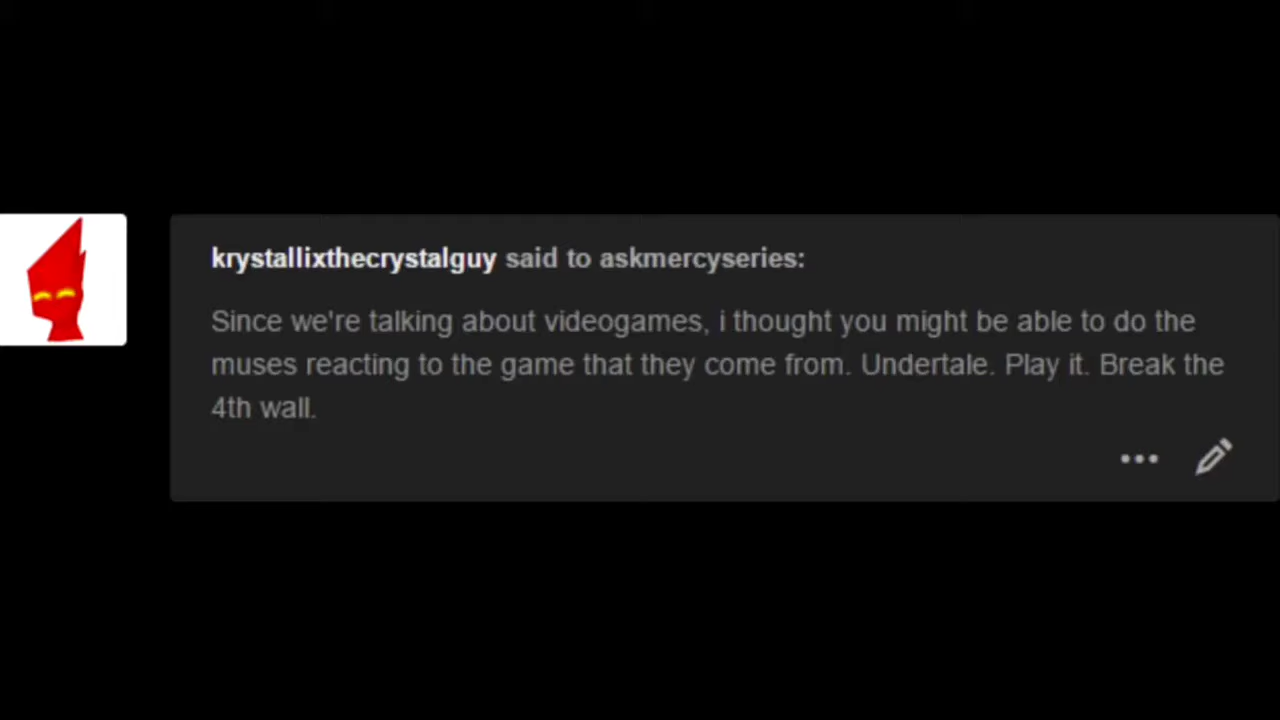 krystallixthecrystalguy said to askmercyseries:
Since we're talking about videogames, i thought you might be able to do the
muses reacting to the game that they come from. Undertale. Play it. Break the
4th wall.